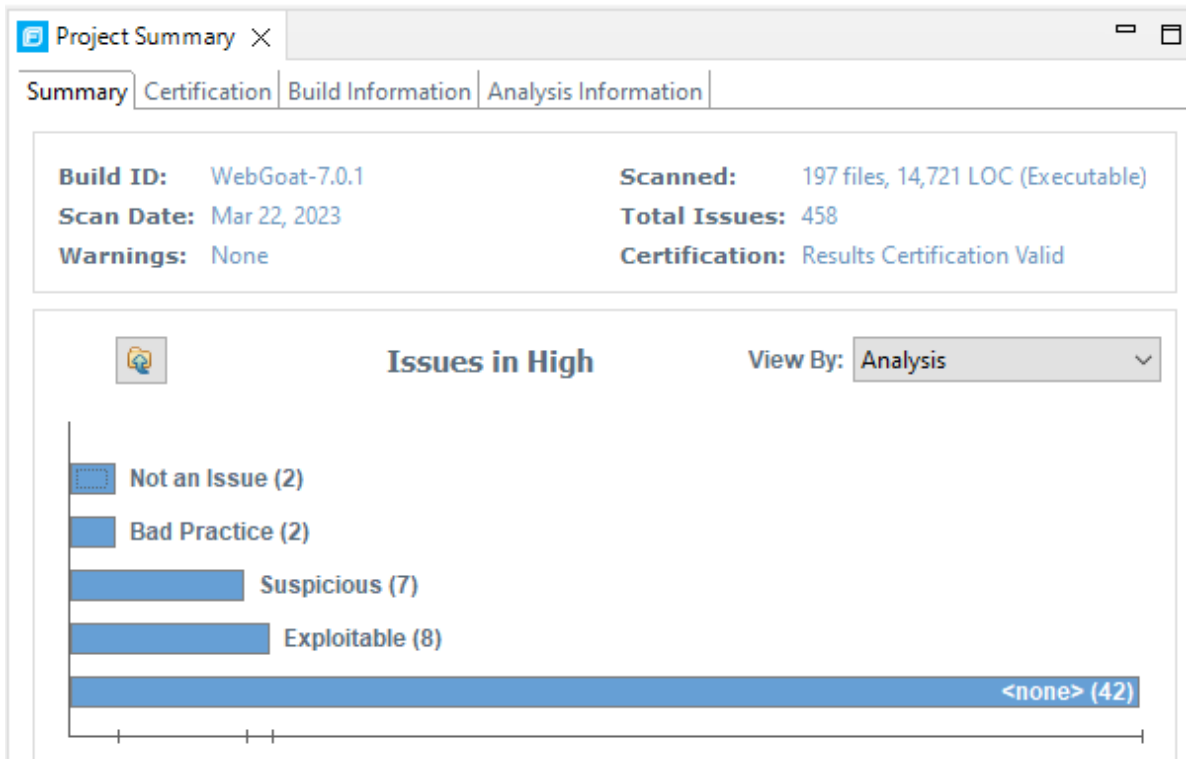 Project Summary
Summary Certification Build Information Analysis Information
Build ID: WebGoat-7.0.1 Scanned: 197 files, 14,721 LOC (Executable)
Scan Date: Mar 22, 2023 Total Issues: 458
Warnings: None Certification: Results Certification Valid
Issues in High View By: Analysis
Not an Issue (2)
Bad Practice (2)
Suspicious (7)
Exploitable (8)
<none> (42)